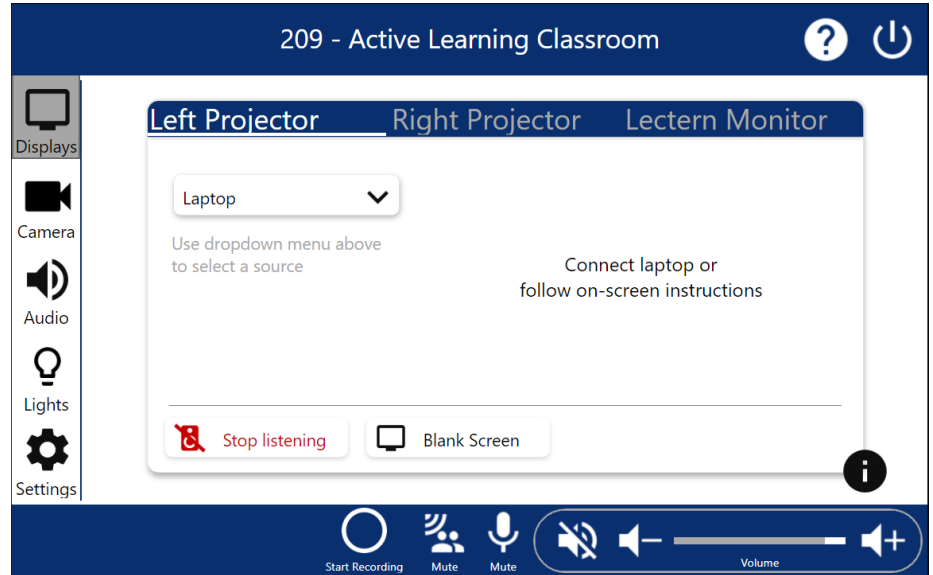 209 - Active Learning Classroom
?
Displays
Camera
Audio
Lights
Settings
Left Projector
Right Projector
Lectern Monitor
Laptop
Use dropdown menu above
to select a source
Connect laptop or
follow on-screen instructions
Stop listening
Blank Screen
i
Start Recording
Mute
Mute
Volume